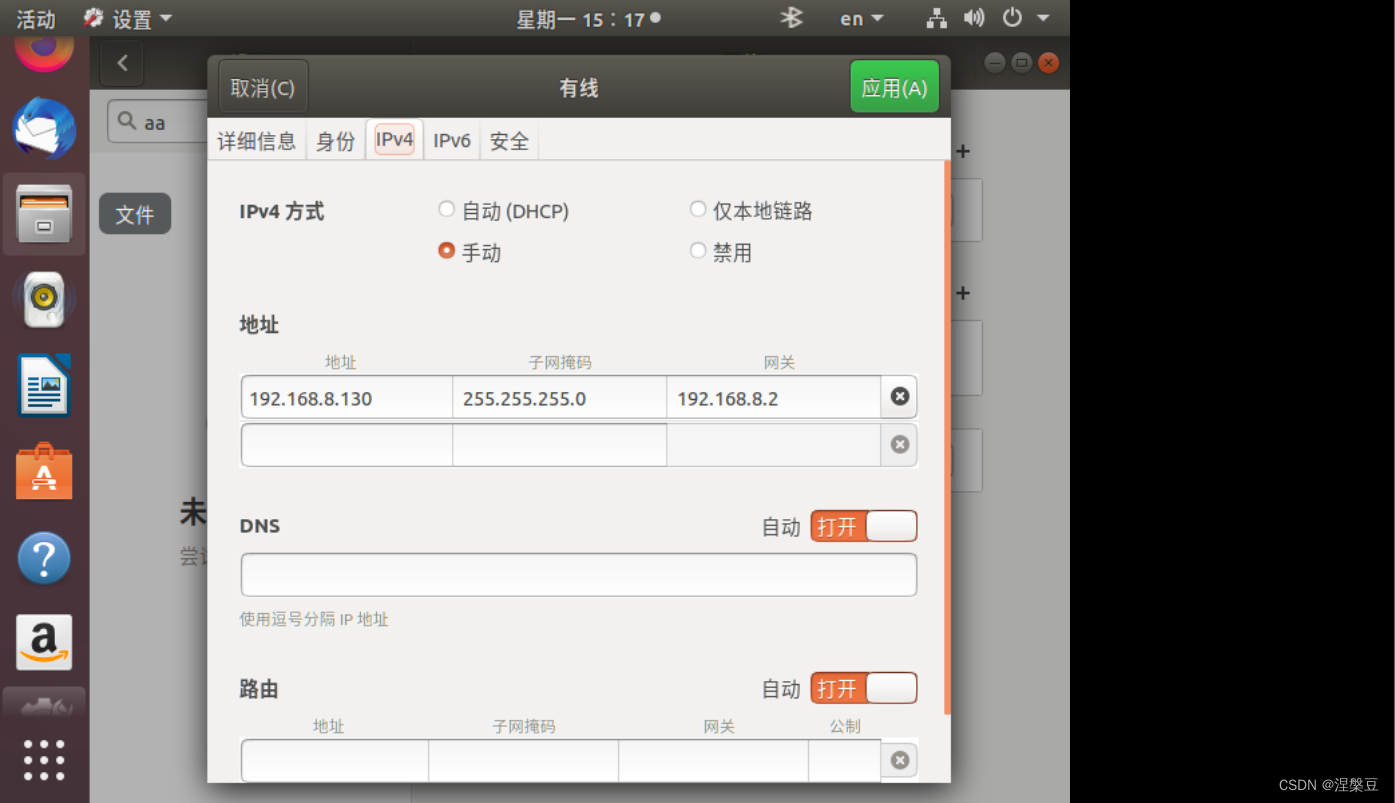 活动 设置 星期一 15：17 en
aa
文件
未
尝试
取消(C) 有线 应用(A)
详细信息 身份 IPv4 IPv6 安全
IPv4 方式 自动 (DHCP) 仅本地链路
手动 禁用
地址
地址 子网掩码 网关
192.168.8.130 255.255.255.0 192.168.8.2
DNS 自动 打开
使用逗号分隔 IP 地址
路由 自动 打开
地址 子网掩码 网关 公制
CSDN @涅槃豆